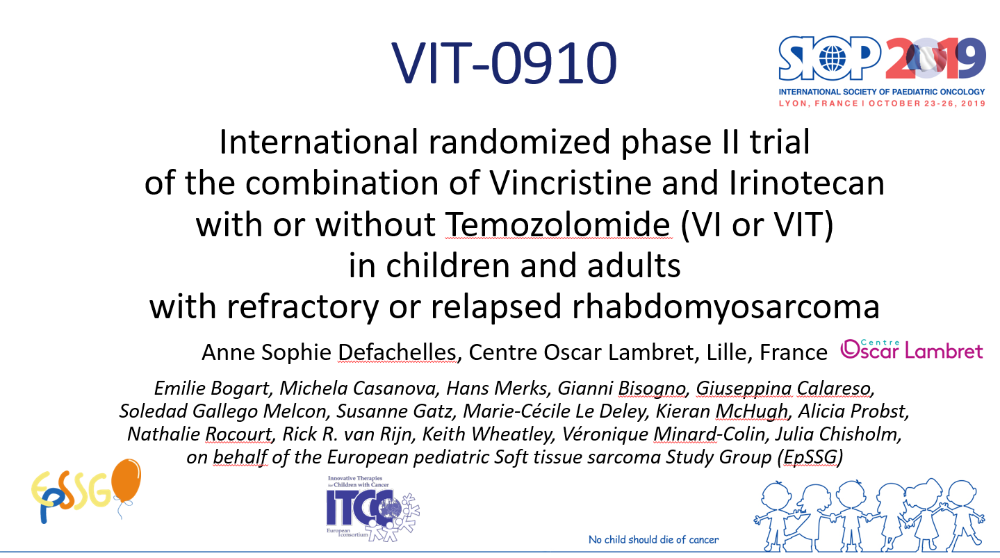 VIT-0910
SIOP 2019
INTERNATIONAL SOCIETY OF PAEDIATRIC ONCOLOGY
LYON, FRANCE | OCTOBER 23-26, 2019
International randomized phase II trial
of the combination of Vincristine and Irinotecan
with or without Temozolomide (VI or VIT)
in children and adults
with refractory or relapsed rhabdomyosarcoma
Anne Sophie Defachelles, Centre Oscar Lambret, Lille, France
Centre
Oscar Lambret
Emilie Bogart, Michela Casanova, Hans Merks, Gianni Bisogno, Giuseppina Calareso,
Soledad Gallego Melcon, Susanne Gatz, Marie-Cécile Le Deley, Kieran McHugh, Alicia Probst,
Nathalie Rocourt, Rick R. van Rijn, Keith Wheatley, Véronique Minard-Colin, Julia Chisholm,
on behalf of the European pediatric Soft tissue sarcoma Study Group (EpSSG)
EpSSG
Innovative Therapies
for Children with Cancer
ITCC
European
consortium
No child should die of cancer